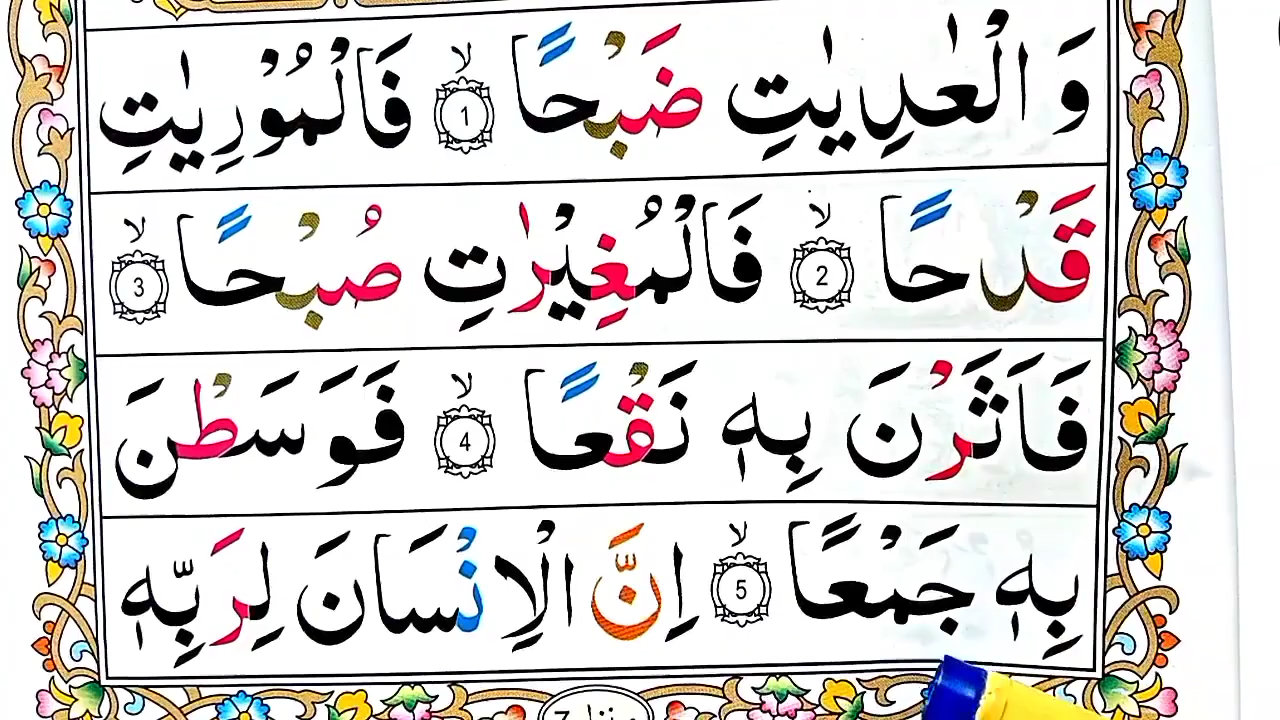 وَ الْعٰدِيٰتِ ضَبْحًا ۙ﴿1﴾ فَالْمُوْرِيٰتِ
قَدْحًا ۙ﴿2﴾ فَالْمُغِيْرٰتِ صُبْحًا ۙ﴿3﴾
فَاَثَرْنَ بِهٖ نَقْعًا ۙ﴿4﴾ فَوَسَطْنَ
بِهٖ جَمْعًا ۙ﴿5﴾ اِنَّ الْاِنْسَانَ لِرَبِّهٖ